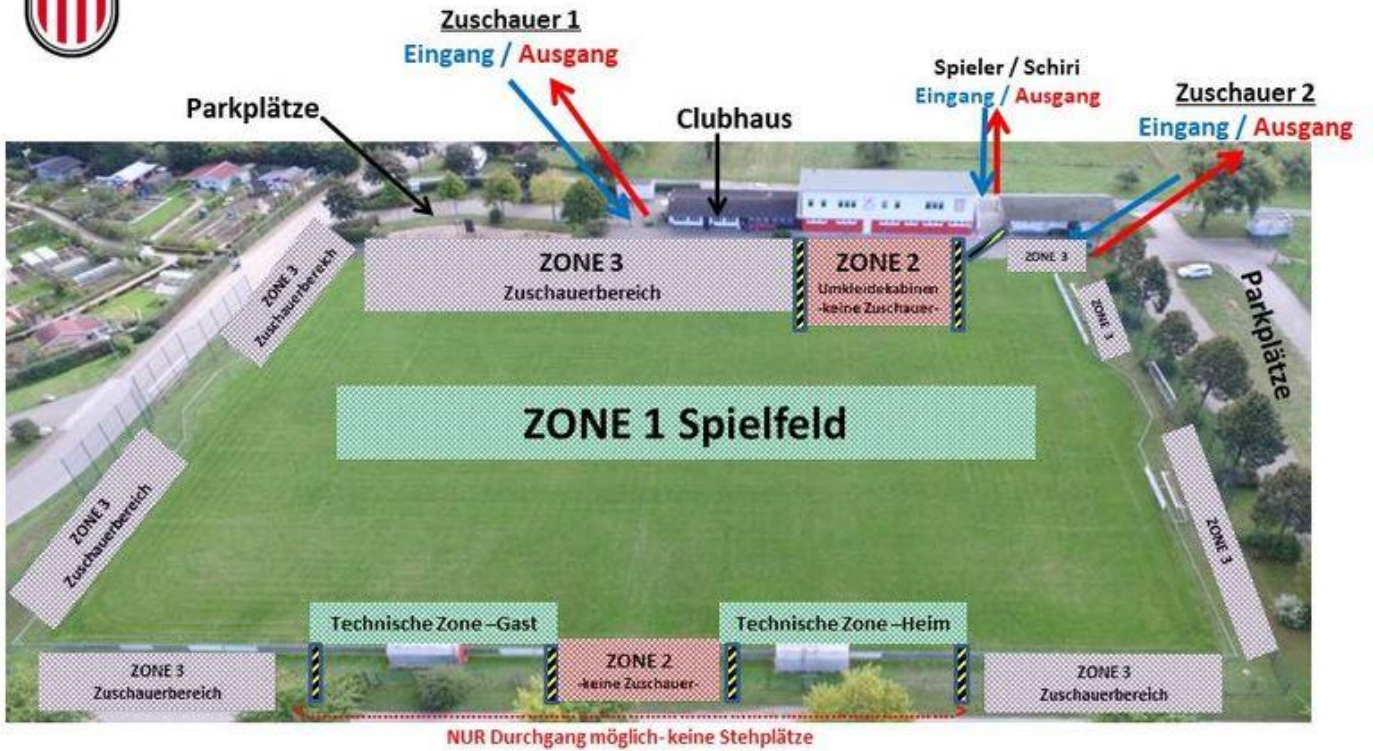 Zuschauer 1
Eingang / Ausgang
Spieler / Schiri
Eingang / Ausgang
Zuschauer 2
Eingang / Ausgang
Parkplätze
Clubhaus
ZONE 3
Zuschauerbereich
ZONE 3
Zuschauerbereich
ZONE 2
Umkleidekabinen
-keine Zuschauer-
ZONE 3
ZONE 3
Parkplätze
ZONE 1 Spielfeld
ZONE 3
Zuschauerbereich
ZONE 3
Technische Zone –Gast
Technische Zone –Heim
ZONE 3
Zuschauerbereich
ZONE 2
-keine Zuschauer-
ZONE 3
Zuschauerbereich
NUR Durchgang möglich- keine Stehplätze